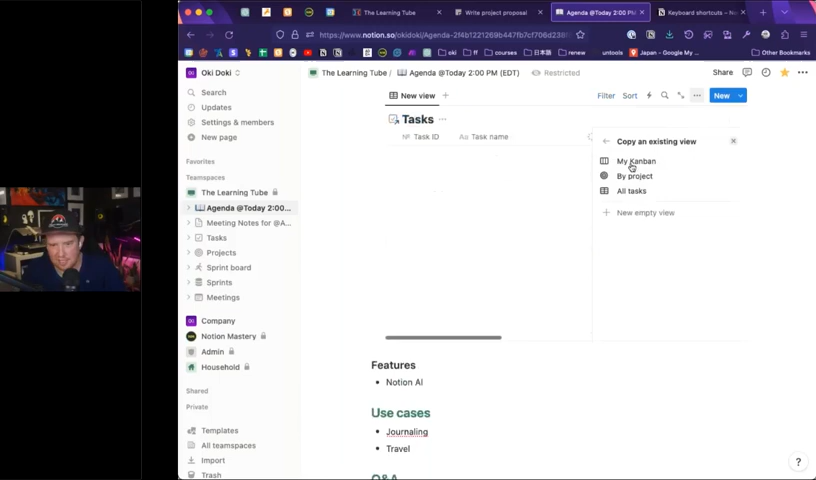 The Learning Tube
Write project proposal
Agenda @Today 2:00 PM
Keyboard shortcuts – No
https://www.notion.so/okidoki/Agenda-2f4b1221269b447fb7cf706d238
oki
ff
courses
日本語
renew
untools
Japan - Google My ...
Other Bookmarks
Oki Doki
The Learning Tube / Agenda @Today 2:00 PM (EDT)
Restricted
Share
Search
Updates
Settings & members
New page
Favorites
Teamspaces
The Learning Tube
Agenda @Today 2:00...
Meeting Notes for @A...
Tasks
Projects
Sprint board
Sprints
Meetings
Company
Notion Mastery
Admin
Household
Shared
Private
Templates
All teamspaces
Import
Trash
New view
Filter
Sort
New
Tasks
Task ID
Aa Task name
Copy an existing view
My Kanban
By project
All tasks
New empty view
Features
Notion AI
Use cases
Journaling
Travel
Q&A